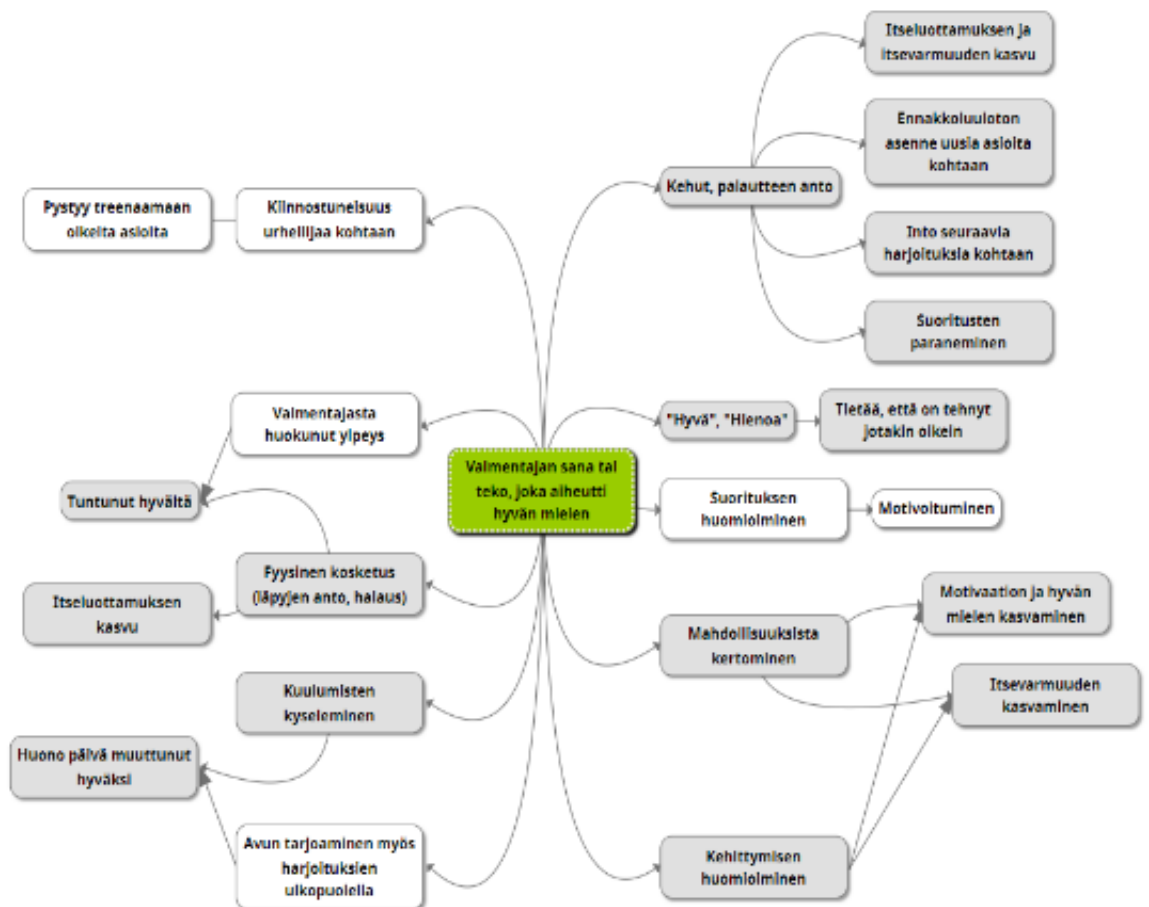 Itseluottamuksen ja
itsevarmuuden kasvu
Ennakkoluuloton
asenne uusia asioita
kohtaan
Kehut, palautteen anto
Into seuraavia
harjoituksia kohtaan
Suoritusten
paraneminen
Pystyy treenaamaan
oikeita asioita
Kiinnostuneisuus
urheilijaa kohtaan
Valmentajasta
huokunut ylpeys
"Hyvä", "Hienoa"
Tietää, että on tehnyt
jotakin oikein
Valmentajan sana tai
teko, joka aiheutti
hyvän mielen
Tuntunut hyvältä
Suorituksen
huomioiminen
Motivoituminen
Fyysinen kosketus
(läpyjen anto, halaus)
Itseluottamuksen
kasvu
Mahdollisuuksista
kertominen
Motivaation ja hyvän
mielen kasvaminen
Itsevarmuuden
kasvaminen
Kuulumisten
kyseleminen
Huono päivä muuttunut
hyväksi
Avun tarjoaminen myös
harjoituksien
ulkopuolella
Kehittymisen
huomioiminen